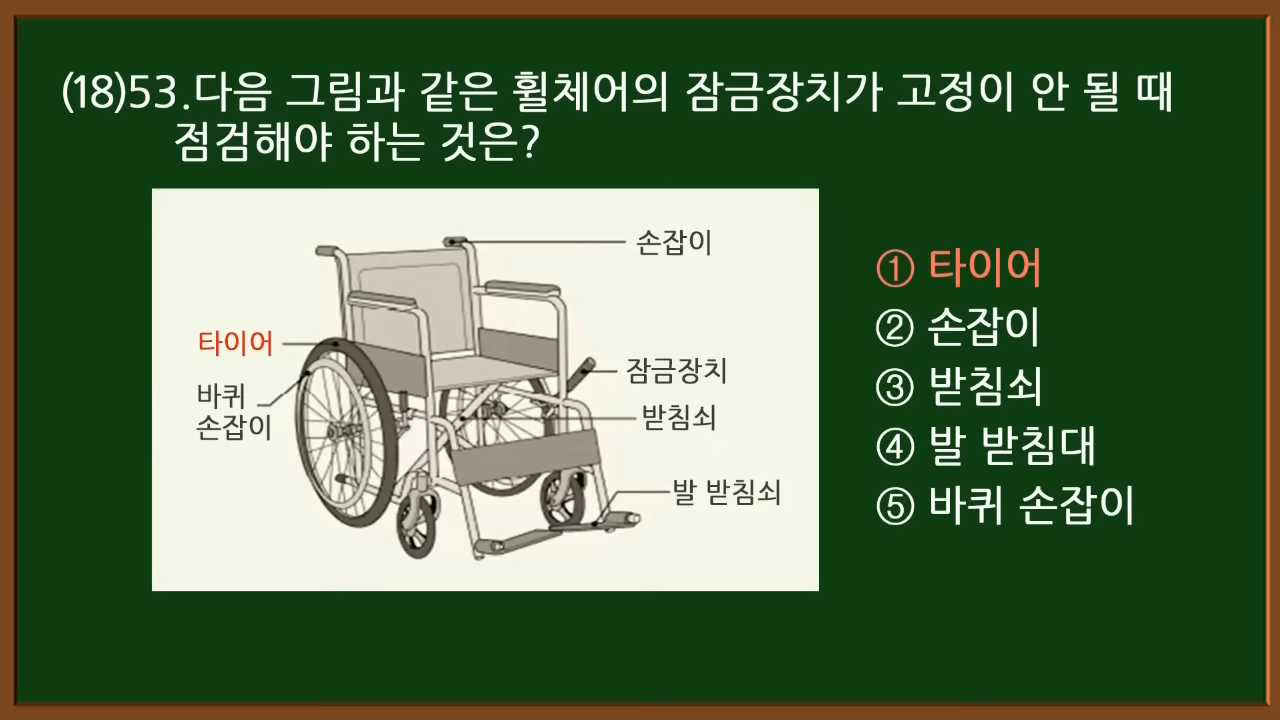 (18)53.다음 그림과 같은 휠체어의 잠금장치가 고정이 안 될 때
점검해야 하는 것은?
손잡이
타이어
바퀴
손잡이
잠금장치
받침쇠
발 받침쇠
① 타이어
② 손잡이
③ 받침쇠
④ 발 받침대
⑤ 바퀴 손잡이